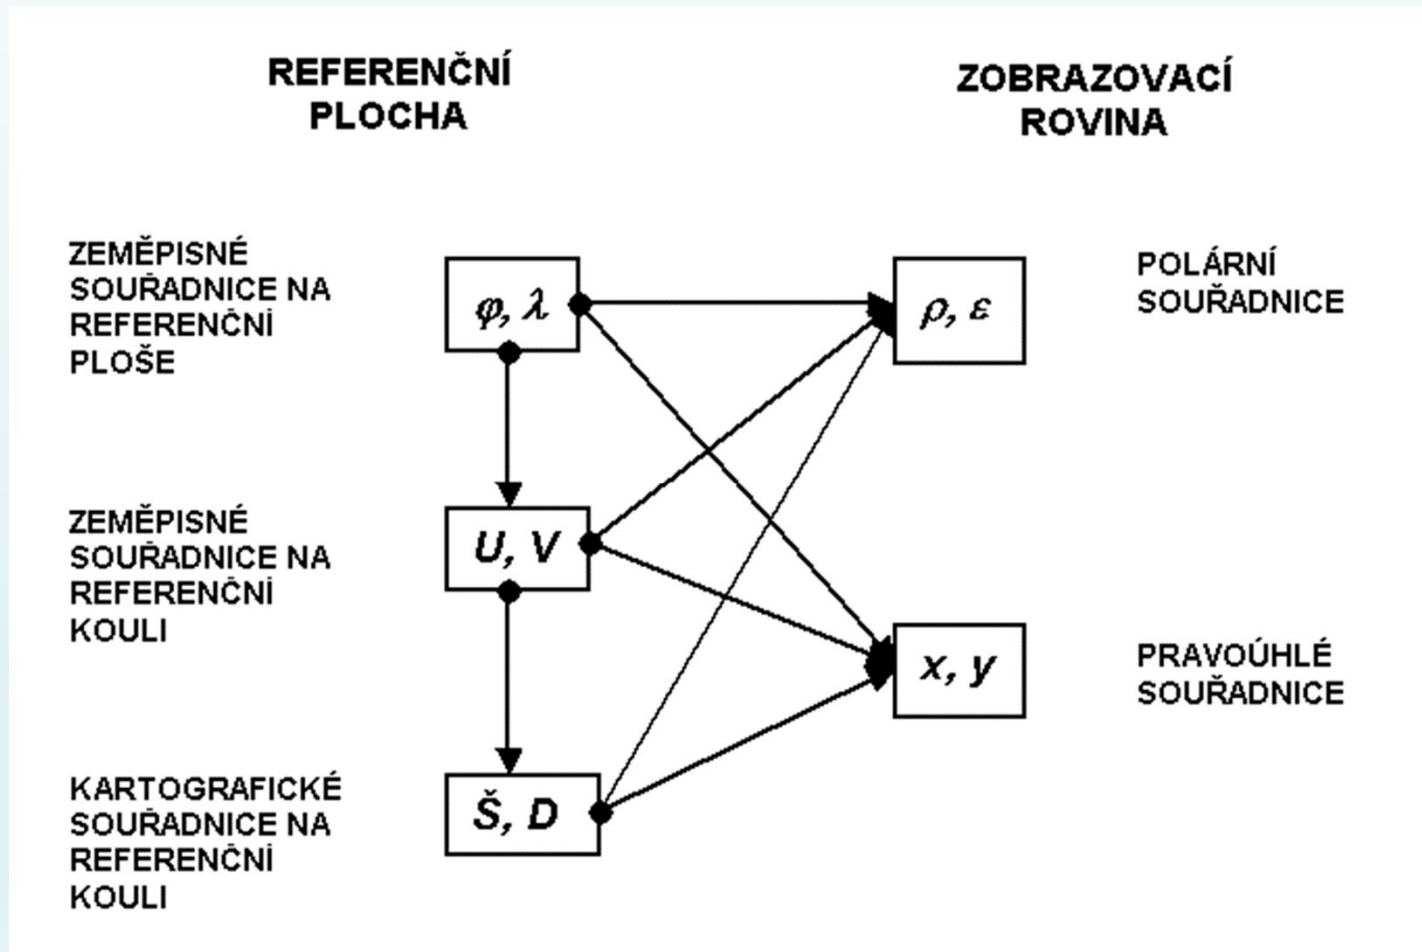 REFERENČNÍ
PLOCHA
ZOBRAZOVACÍ
ROVINA
ZEMĚPISNÉ
SOUŘADNICE NA
REFERENČNÍ
PLOŠE
φ, λ
ρ, ε
POLÁRNÍ
SOUŘADNICE
ZEMĚPISNÉ
SOUŘADNICE NA
REFERENČNÍ
KOULI
U, V
x, y
PRAVOÚHLÉ
SOUŘADNICE
KARTOGRAFICKÉ
SOUŘADNICE NA
REFERENČNÍ
KOULI
Š, D